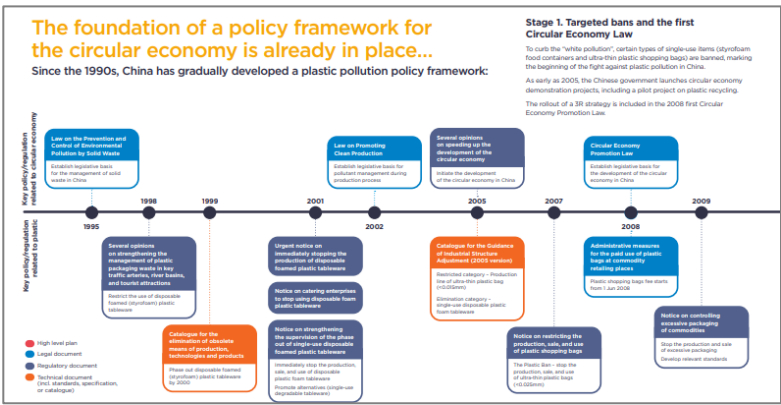 The foundation of a policy framework for
the circular economy is already in place...
Since the 1990s, China has gradually developed a plastic pollution policy framework:
Stage 1. Targeted bans and the first
Circular Economy Law
To curb the “white pollution”, certain types of single-use items (styrofoam
food containers and ultra-thin plastic shopping bags) are banned, marking
the beginning of the fight against plastic pollution in China.
As early as 2005, the Chinese government launches circular economy
demonstration projects, including a pilot project on plastic recycling.
The rollout of a 3R strategy is included in the 2008 first Circular
Economy Promotion Law.
Key policy/regulation
related to circular economy
Law on the Prevention and
Control of Environmental
Pollution by Solid Waste
Establish legislative basis
for the management of solid
waste in China
Law on Promoting
Clean Production
Establish legislative basis for
pollutant management during
production process
Several opinions
on speeding up the
development of the
circular economy
Initiate the development
of the circular economy in China
Circular Economy
Promotion Law
Establish legislative basis for
the development of the circular
economy in China
1998
1999
2001
2005
2007
2009
1995
2002
2008
Key policy/regulation
related to plastic
Several opinions
on strengthening the
management of plastic
packaging waste in key
traffic arteries, river basins,
and tourist attractions
Restrict the use of disposable
foamed (styrofoam) plastic
tableware
Catalogue for the
elimination of obsolete
means of production,
technologies and products
Phase out disposable foamed
(styrofoam) plastic tableware
by 2000
Urgent notice on
immediately stopping the
production of disposable
foamed plastic tableware
Notice on catering enterprises
to stop using disposable foam
plastic tableware
Notice on strengthening
the supervision of the phase
out of single-use disposable
foamed plastic tableware
Immediately stop the production,
sale, and use of disposable
plastic foam tableware
Promote alternatives (single-use
degradable tableware)
Catalogue for the Guidance
of Industrial Structure
Adjustment (2005 version)
Restricted category – Production
line of ultra-thin plastic bag
(<0.015mm)
Elimination category –
single-use disposable plastic
foam tableware
Notice on restricting the
production, sale, and use
of plastic shopping bags
The Plastic Ban – stop the
production, sale, and use
of ultra-thin plastic bags
(<0.025mm)
Administrative measures
for the paid use of plastic
bags at commodity
retailing places
Plastic shopping bags fee starts
from 1 Jun 2008
Notice on controlling
excessive packaging
of commodities
Stop the production and sale
of excessive packaging
Develop relevant standards
High level plan
Legal document
Regulatory document
Technical document
(incl. standards, specification,
or catalogue)